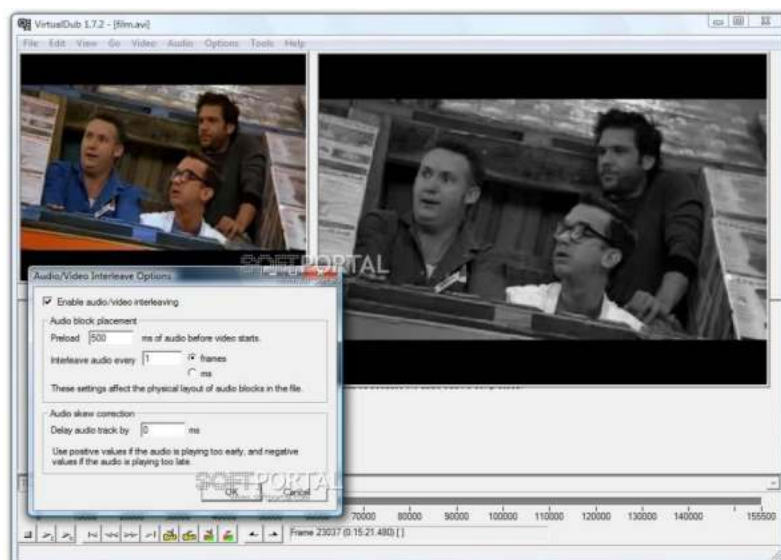 VirtualDub 1.7.2 - [film.avi]
File Edit View Go Video Audio Options Tools Help
SOFTPORTAL
Audio/Video Interleave Options
Enable audio/video interleaving
Audio block placement
Preload 500 ms of audio before video starts.
Interleave audio every 1 frames
ms
These settings affect the physical layout of audio blocks in the file.
Audio skew correction
Delay audio track by 0 ms
Use positive values if the audio is playing too early, and negative
values if the audio is playing too late.
SOFTPORTAL
OK Cancel
70000 80000 90000 100000 110000 120000 130000 140000 155500
Frame 23037 (0:15:21.480) [ ]